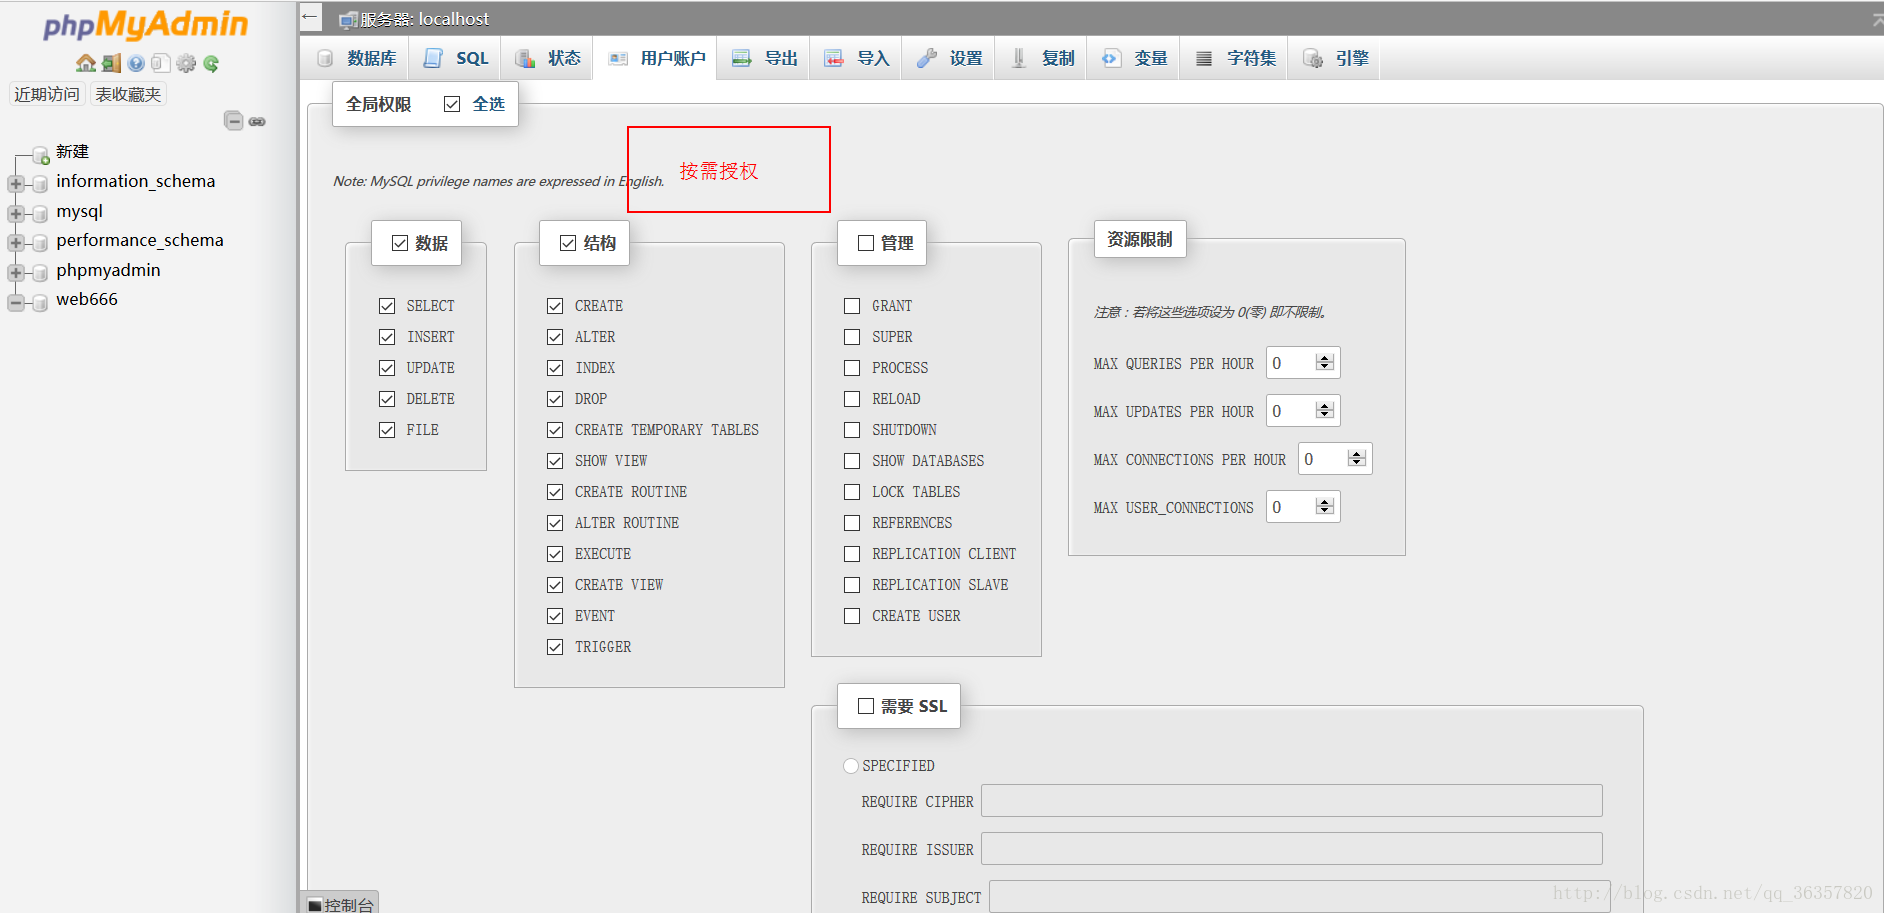 phpMyAdmin
近期访问 表收藏夹
新建
information_schema
mysql
performance_schema
phpmyadmin
web666
服务器: localhost
数据库 SQL 状态 用户账户 导出 导入 设置 复制 变量 字符集 引擎
全局权限 全选
Note: MySQL privilege names are expressed in English.
按需授权
数据
SELECT
INSERT
UPDATE
DELETE
FILE
结构
CREATE
ALTER
INDEX
DROP
CREATE TEMPORARY TABLES
SHOW VIEW
CREATE ROUTINE
ALTER ROUTINE
EXECUTE
CREATE VIEW
EVENT
TRIGGER
管理
GRANT
SUPER
PROCESS
RELOAD
SHUTDOWN
SHOW DATABASES
LOCK TABLES
REFERENCES
REPLICATION CLIENT
REPLICATION SLAVE
CREATE USER
资源限制
注意：若将这些选项设为 0(零) 即不限制。
MAX QUERIES PER HOUR 0
MAX UPDATES PER HOUR 0
MAX CONNECTIONS PER HOUR 0
MAX USER_CONNECTIONS 0
需要 SSL
SPECIFIED
REQUIRE CIPHER
REQUIRE ISSUER
REQUIRE SUBJECT
控制台
http://blog.csdn.net/qq_36357820